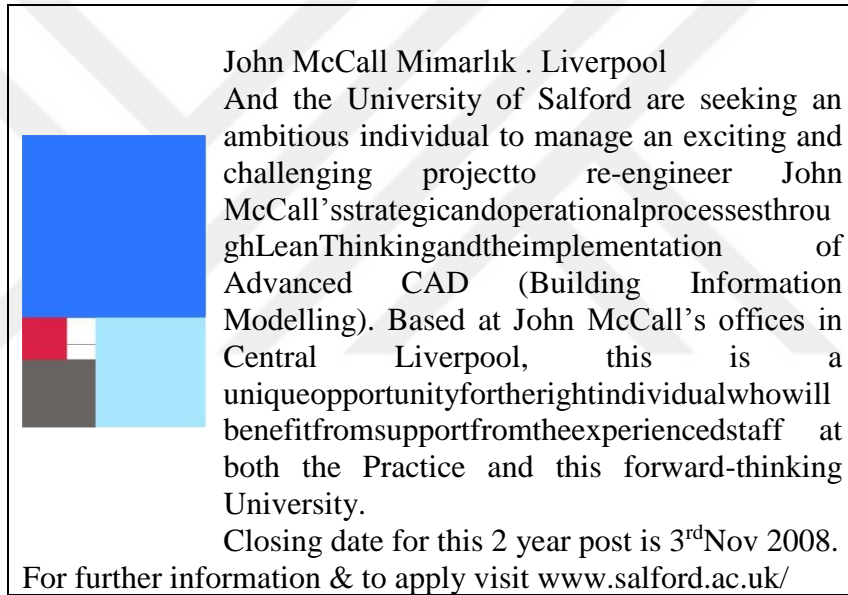 John McCall Mimarlık . Liverpool
And the University of Salford are seeking an
ambitious individual to manage an exciting and
challenging projectto re-engineer John
McCall’sstrategicandoperationalprocessesthrou
ghLeanThinkingandtheimplementation of
Advanced CAD (Building Information
Modelling). Based at John McCall’s offices in
Central Liverpool, this is a
uniqueopportunityfortherightindividualwhowill
benefitfromsupportfromtheexperiencedstaff at
both the Practice and this forward-thinking
University.
Closing date for this 2 year post is 3rdNov 2008.
For further information & to apply visit www.salford.ac.uk/